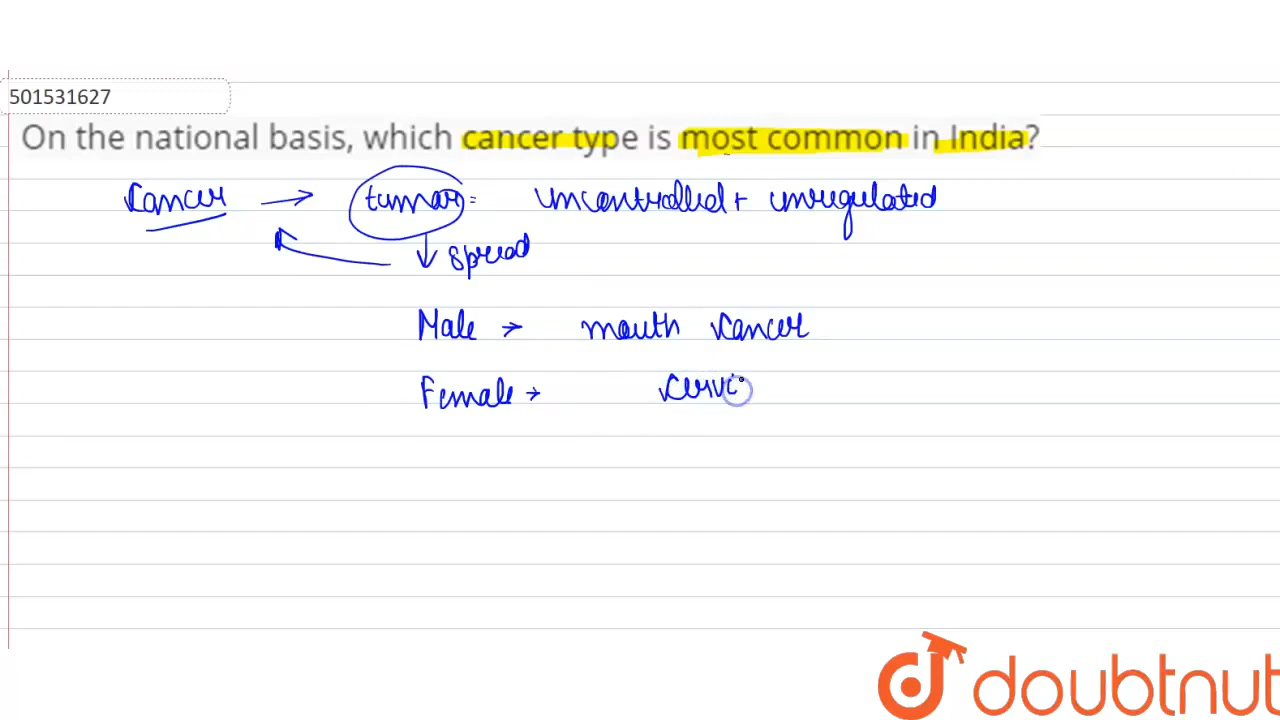 501531627
On the national basis, which cancer type is most common in India?
cancer → tumor = uncontrolled + unregulated
↓ spread
Male → mouth cancer
Female → cervi
doubtnut